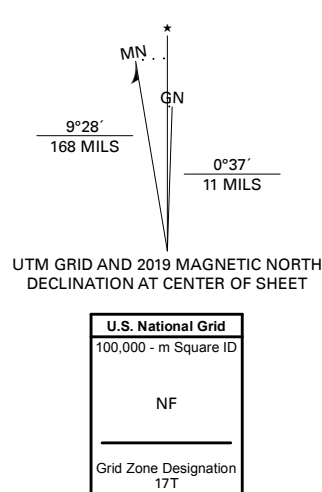 ★
MN
GN
9°28´
168 MILS
0°37´
11 MILS
UTM GRID AND 2019 MAGNETIC NORTH
DECLINATION AT CENTER OF SHEET
U.S. National Grid
100,000 - m Square ID
NF
Grid Zone Designation
17T